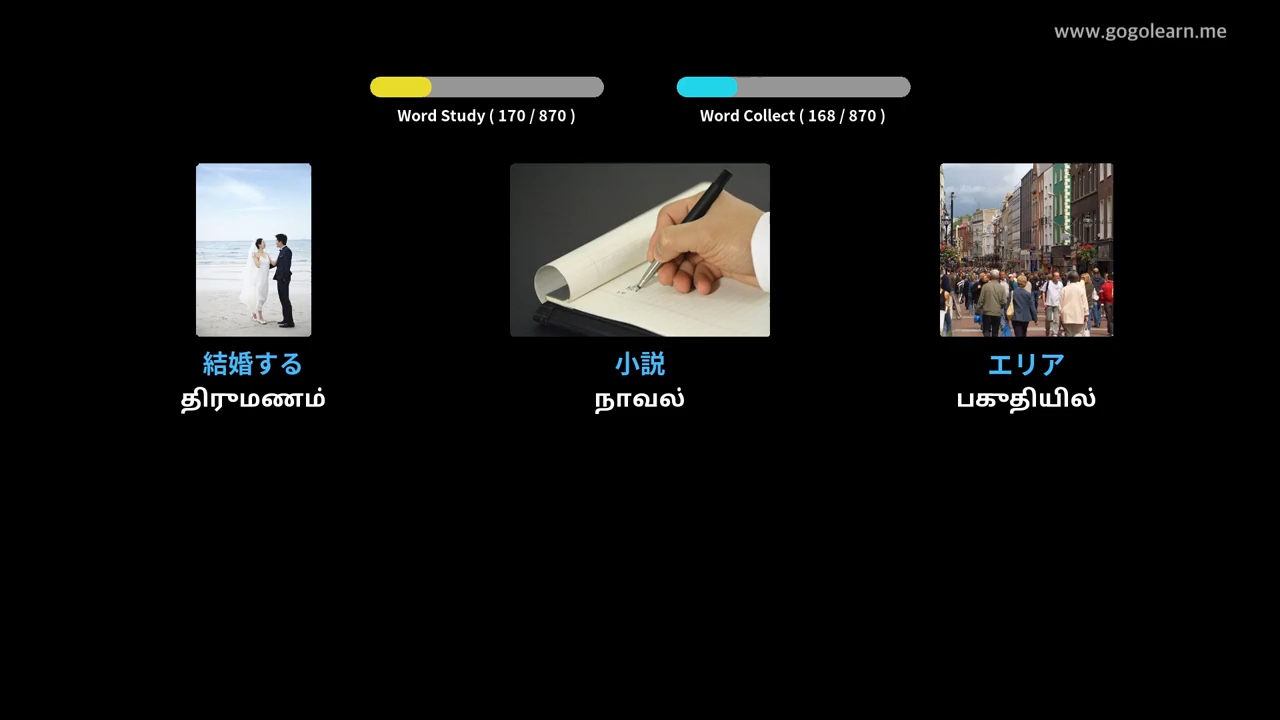 www.gogolearn.me
Word Study ( 170 / 870 )
Word Collect ( 168 / 870 )
結婚する
小説
エリア
திருமணம்
நாவல்
பகுதியில்